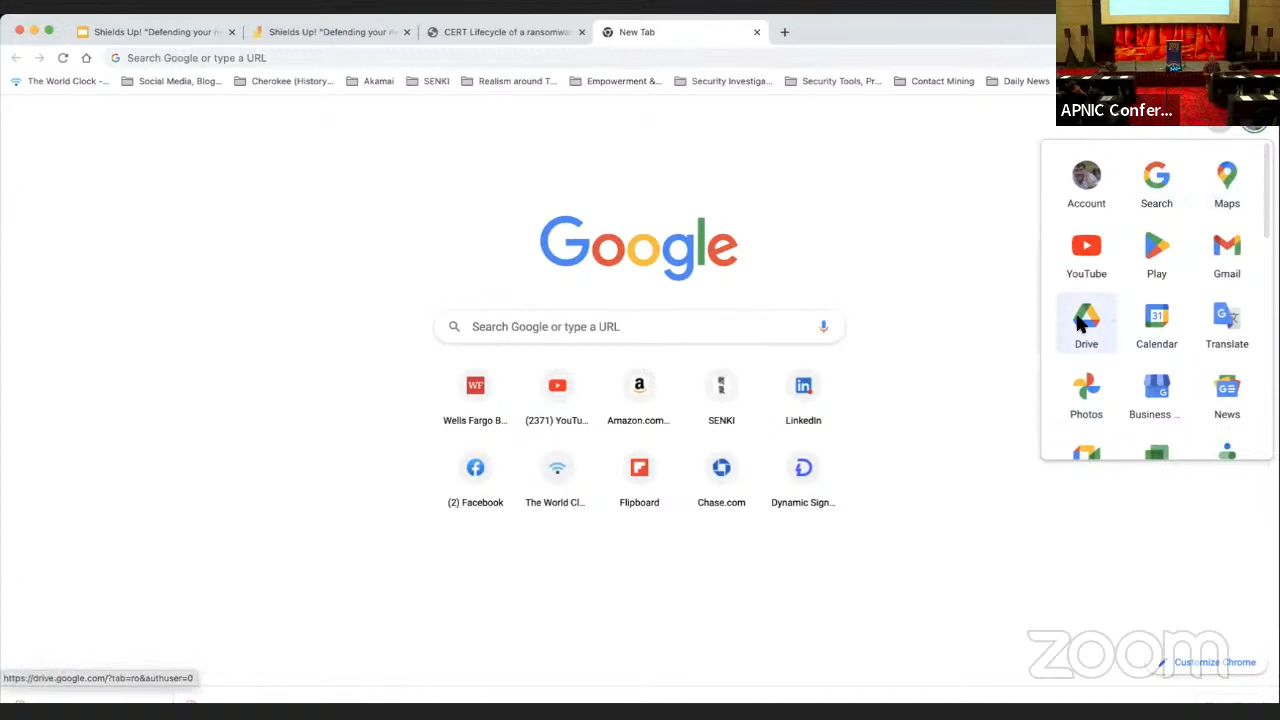 Shields Up! "Defending your n
Shields Up! "Defending your n
CERT Lifecycle of a ransomwa
New Tab
Search Google or type a URL
The World Clock -...
Social Media, Blog...
Cherokee (History...
Akamai
SENKI
Realism around T...
Empowerment &...
Security Investiga...
Security Tools, Pr...
Contact Mining
Daily News
APNIC Confer...
Account
Search
Maps
YouTube
Play
Gmail
Drive
31
Calendar
Translate
Photos
Business ...
News
Google
Search Google or type a URL
WF
a
in
Wells Fargo B...
(2371) YouTu...
Amazon.com...
SENKI
LinkedIn
(2) Facebook
The World Cl...
Flipboard
Chase.com
Dynamic Sign...
zoom
Customize Chrome
https://drive.google.com/?tab=ro&authuser=0